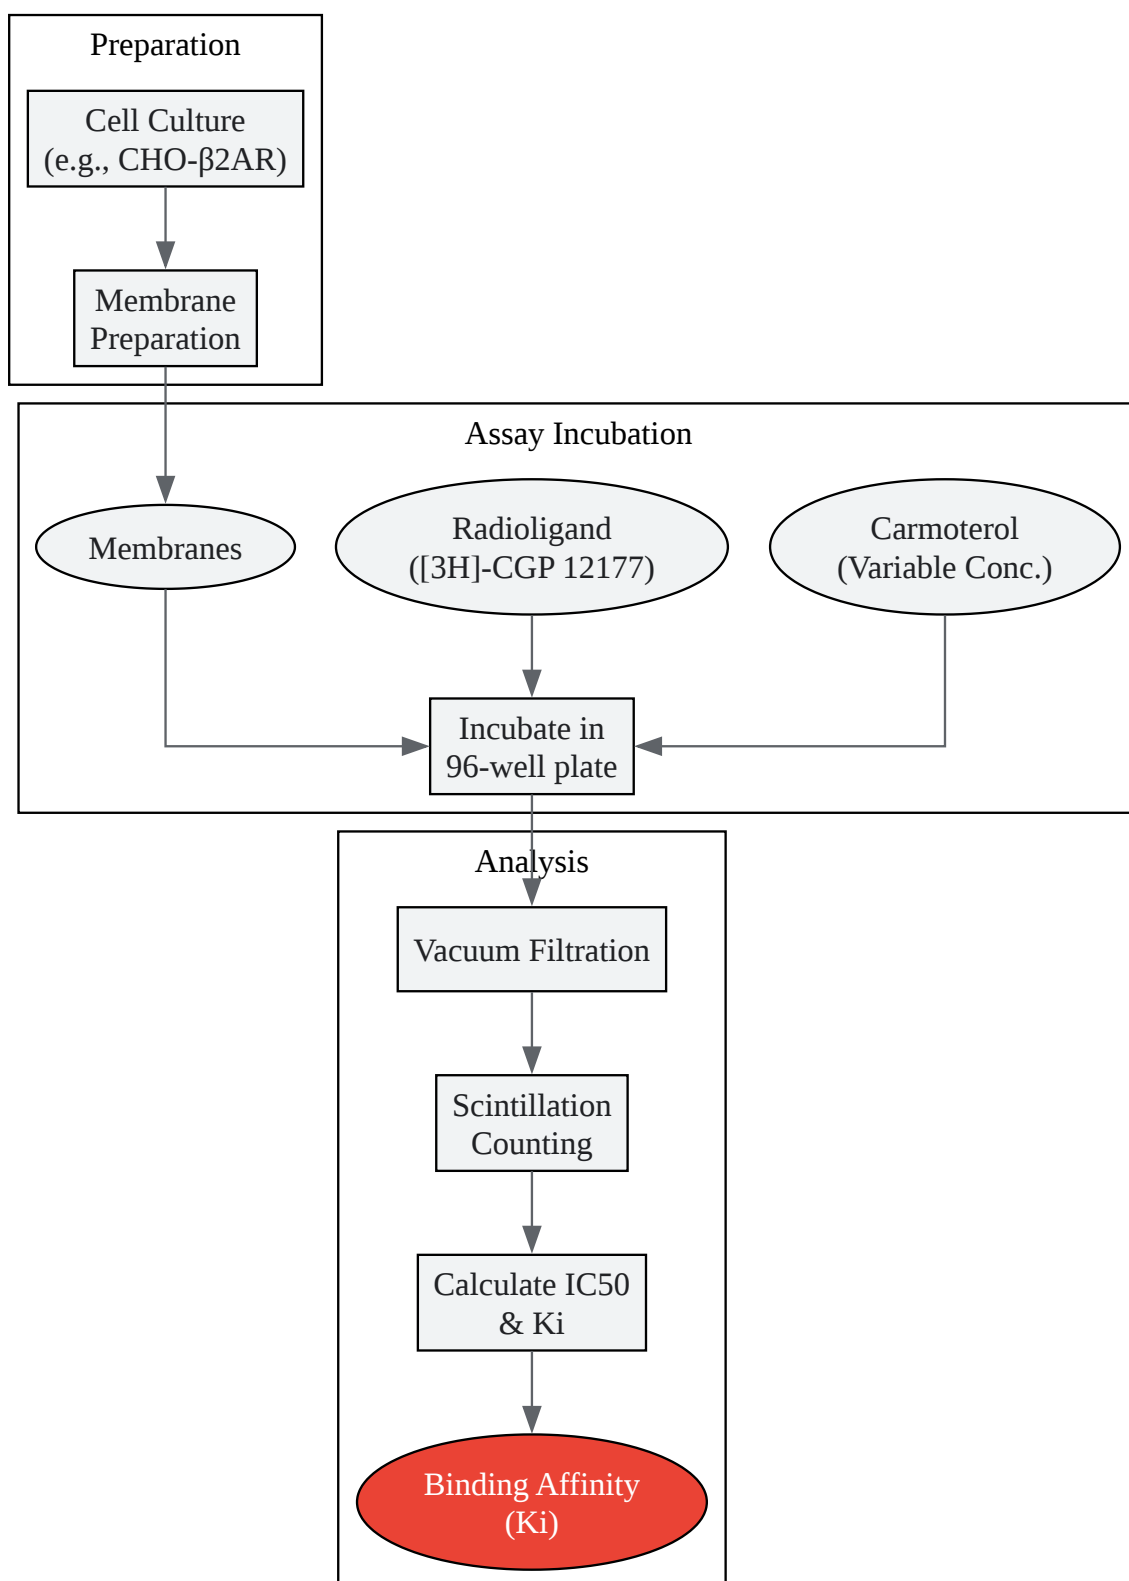 Preparation
Cell Culture
(e.g., CHO-β2AR)
Membrane
Preparation
Assay Incubation
Membranes
Radioligand
([3H]-CGP 12177)
Carmoterol
(Variable Conc.)
Incubate in
96-well plate
Analysis
Vacuum Filtration
Scintillation
Counting
Calculate IC50
& Ki
Binding Affinity
(Ki)